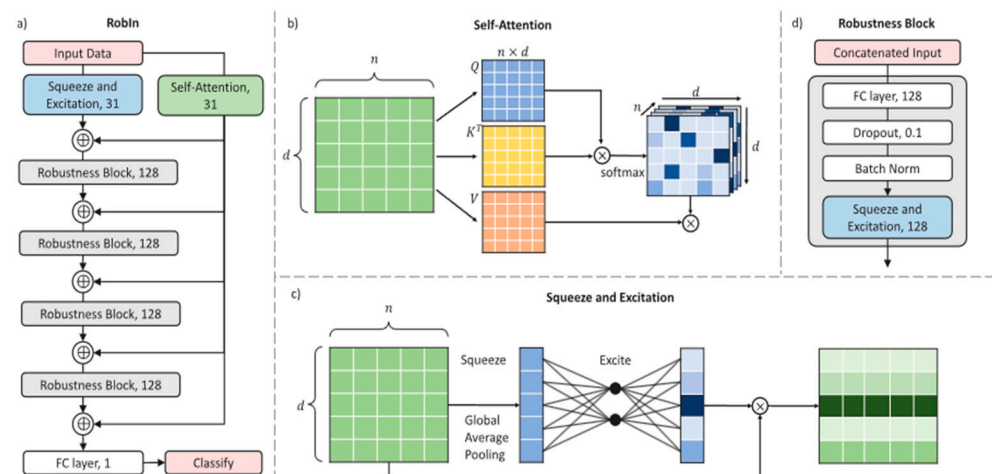 a)
RobIn
Input Data
Squeeze and
Excitation, 31
Self-Attention,
31
Robustness Block, 128
Robustness Block, 128
Robustness Block, 128
Robustness Block, 128
FC layer, 1
Classify
b)
Self-Attention
n
d
n × d
Q
K^T
V
softmax
n
d
d
c)
Squeeze and Excitation
n
d
Squeeze
Global
Average
Pooling
Excite
d)
Robustness Block
Concatenated Input
FC layer, 128
Dropout, 0.1
Batch Norm
Squeeze and
Excitation, 128